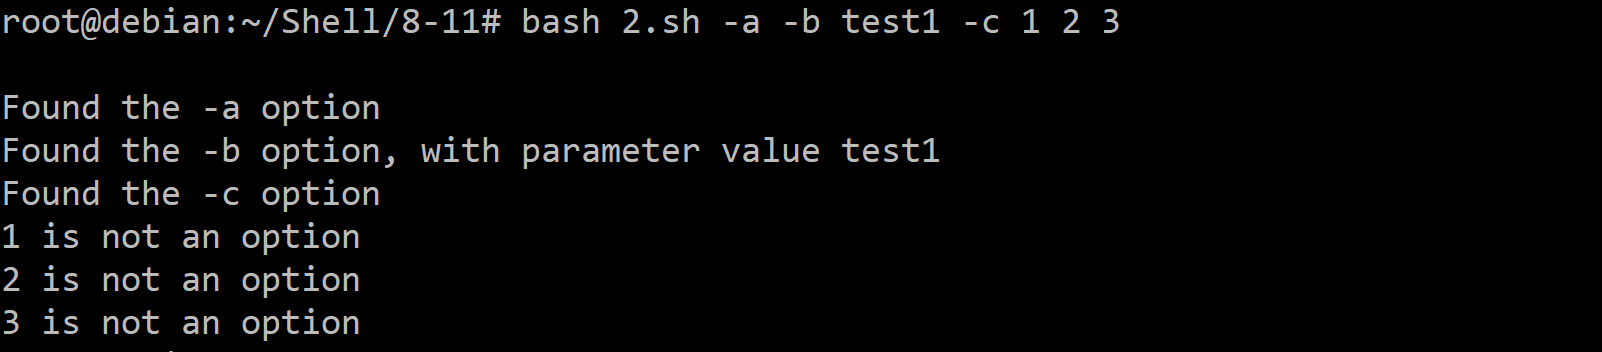 root@debian:~/Shell/8-11# bash 2.sh -a -b test1 -c 1 2 3
Found the -a option
Found the -b option, with parameter value test1
Found the -c option
1 is not an option
2 is not an option
3 is not an option